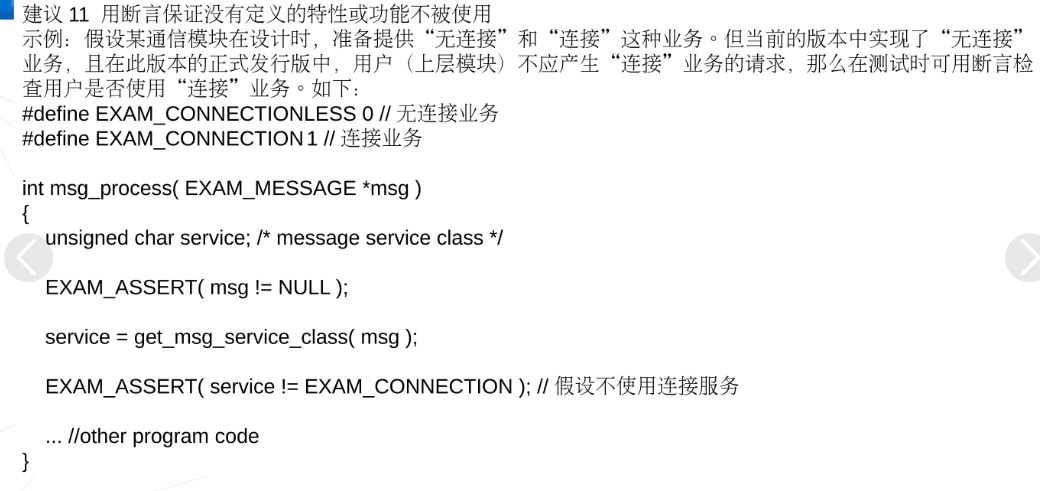 建议 11 用断言保证没有定义的特性或功能不被使用
示例：假设某通信模块在设计时，准备提供“无连接”和“连接”这种业务。但当前的版本中实现了“无连接”
业务，且在此版本的正式发行版中，用户（上层模块）不应产生“连接”业务的请求，那么在测试时可用断言检
查用户是否使用“连接”业务。如下：
#define EXAM_CONNECTIONLESS 0 // 无连接业务
#define EXAM_CONNECTION 1 // 连接业务
int msg_process( EXAM_MESSAGE *msg )
{
unsigned char service; /* message service class */
EXAM_ASSERT( msg != NULL );
service = get_msg_service_class( msg );
EXAM_ASSERT( service != EXAM_CONNECTION ); // 假设不使用连接服务
... //other program code
}